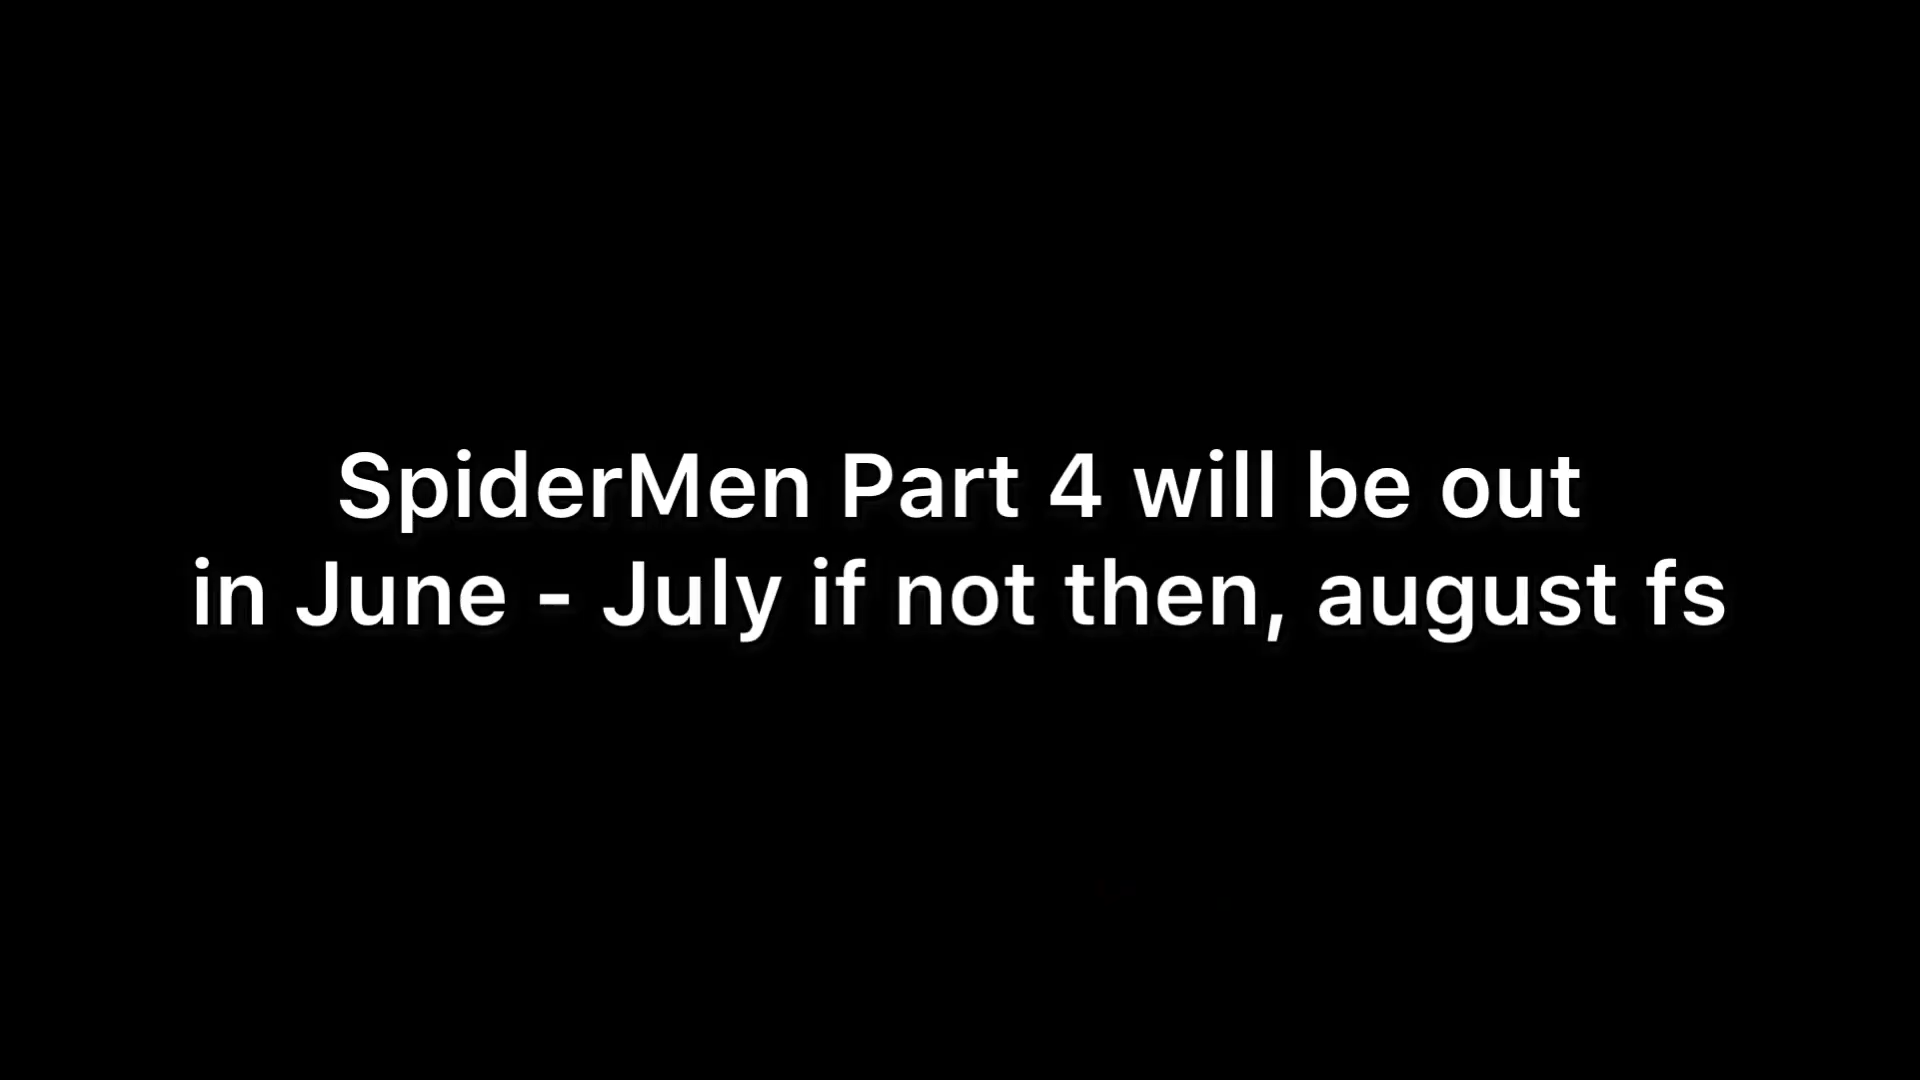 SpiderMen Part 4 will be out
in June - July if not then, august fs